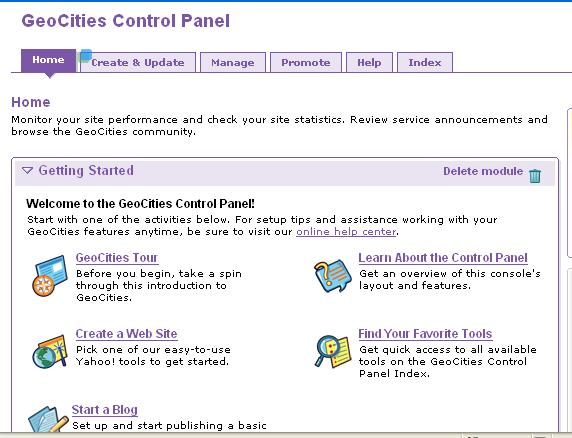 GeoCities Control Panel
Home Create & Update Manage Promote Help Index
Home
Monitor your site performance and check your site statistics. Review service announcements and
browse the GeoCities community.
Getting Started Delete module
Welcome to the GeoCities Control Panel!
Start with one of the activities below. For setup tips and assistance working with your
GeoCities features anytime, be sure to visit our online help center.
GeoCities Tour
Before you begin, take a spin
through this introduction to
GeoCities.
Learn About the Control Panel
Get an overview of this console's
layout and features.
Create a Web Site
Pick one of our easy-to-use
Yahoo! tools to get started.
Find Your Favorite Tools
Get quick access to all available
tools on the GeoCities Control
Panel Index.
Start a Blog
Set up and start publishing a basic